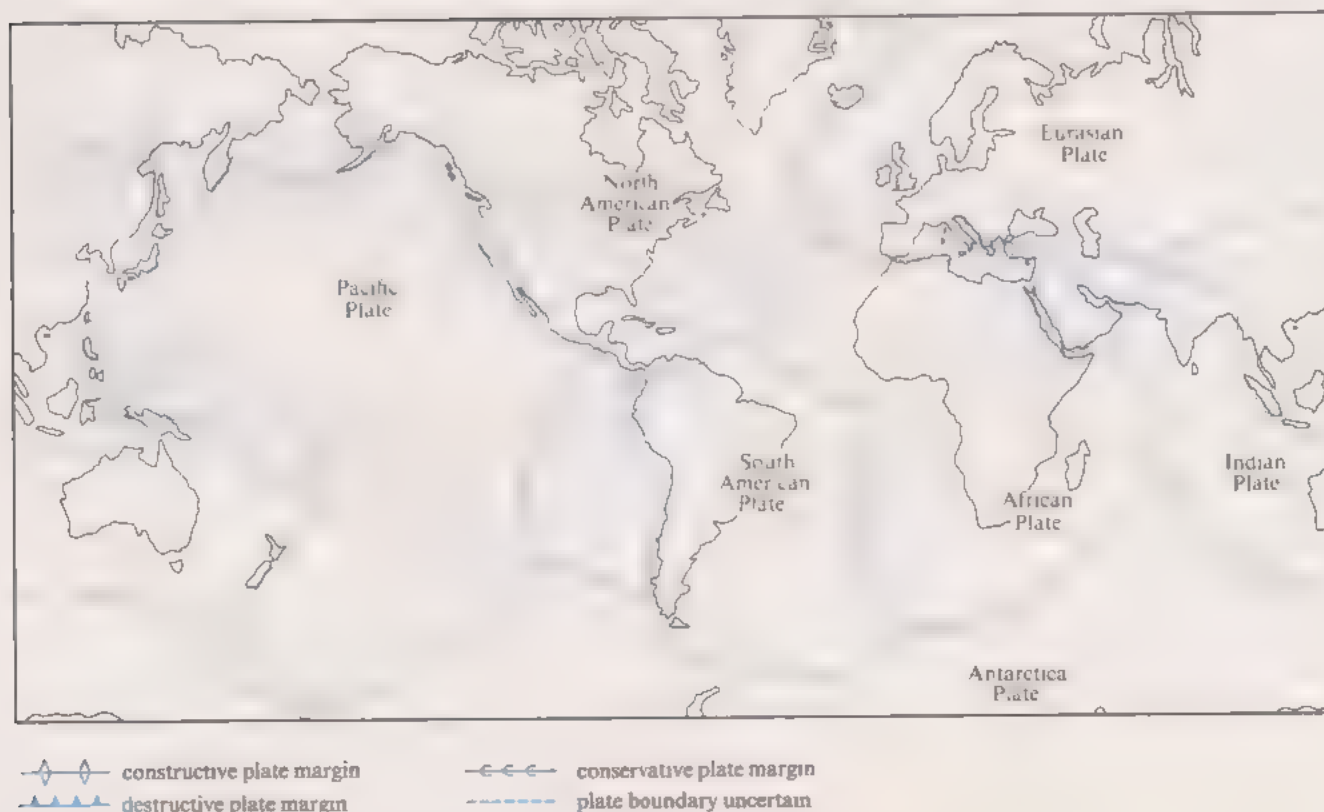 Eurasian
Plate
North
American
Plate
Pacific
Plate
South
American
Plate
African
Plate
Indian
Plate
Antarctica
Plate
constructive plate margin
conservative plate margin
destructive plate margin
plate boundary uncertain